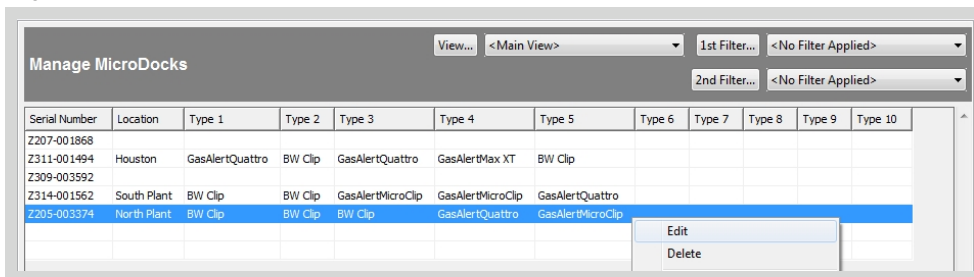 View... <Main View> 1st Filter... <No Filter Applied>
Manage MicroDocks
2nd Filter... <No Filter Applied>
Serial Number Location Type 1 Type 2 Type 3 Type 4 Type 5 Type 6 Type 7 Type 8 Type 9 Type 10
Z207-001868
Z311-001494 Houston GasAlertQuattro BW Clip GasAlertQuattro GasAlertMax XT BW Clip
Z309-003592
Z314-001562 South Plant BW Clip BW Clip GasAlertMicroClip GasAlertMicroClip GasAlertQuattro
Z205-003374 North Plant BW Clip BW Clip BW Clip GasAlertQuattro GasAlertMicroClip
Edit
Delete